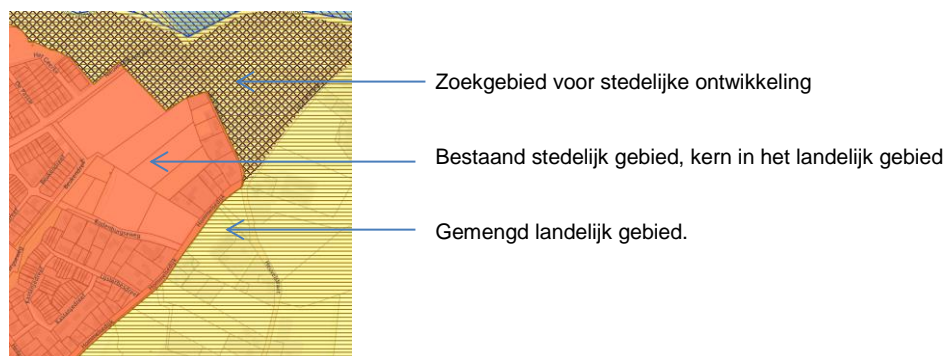 Zoekgebied voor stedelijke ontwikkeling
Bestaand stedelijk gebied, kern in het landelijk gebied
Gemengd landelijk gebied.